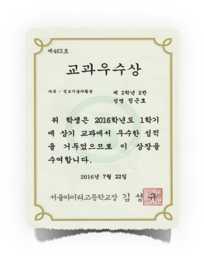 제463호
교과우수상
과목 : 정보기술과활용
제 2학년 2반
성명 정근호
위 학생은 2016학년도 1학기
에 상기 교과에서 우수한 성적
을 거두었으므로 이 상장을
수여합니다.
2016년 7월 22일
서울아이티고등학교장 김성규